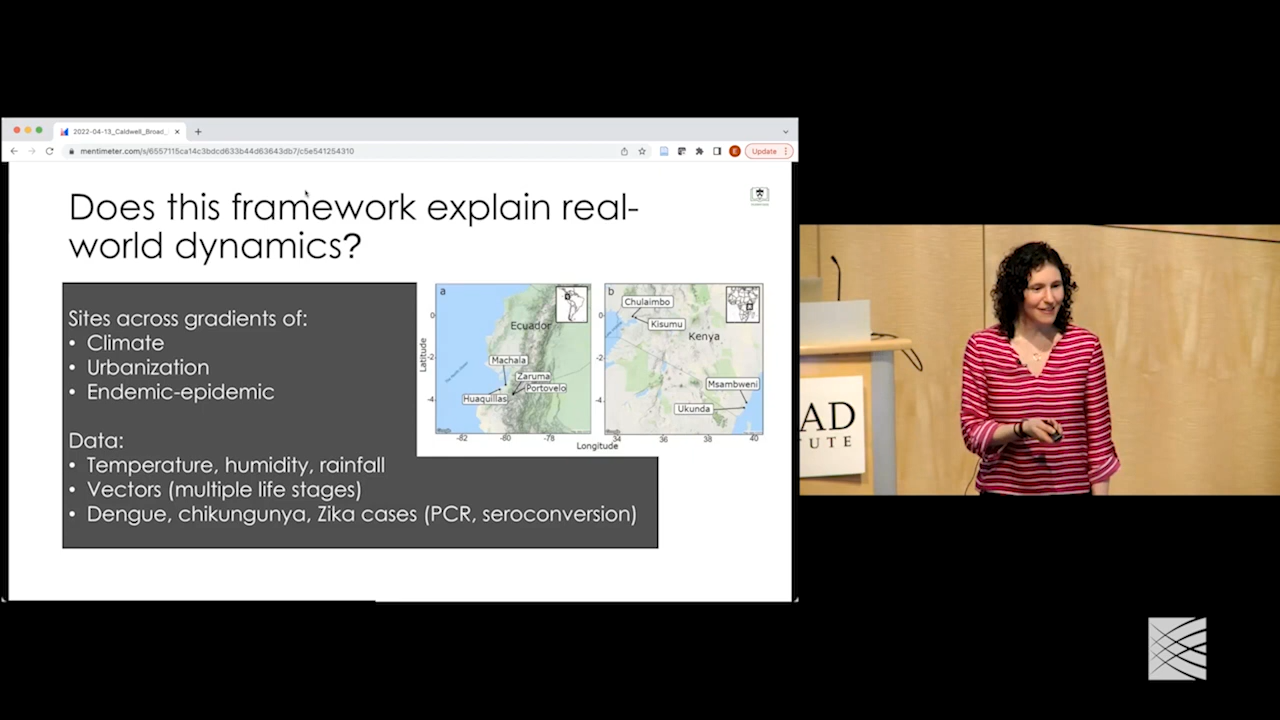 2022-04-13_Caldwell_Broad_
mentimeter.com/s/6557115ca14c3bdcd633b44d63643db7/c5e541254310
E
Update
Does this framework explain real-
world dynamics?
Sites across gradients of:
• Climate
• Urbanization
• Endemic-epidemic
Data:
• Temperature, humidity, rainfall
• Vectors (multiple life stages)
• Dengue, chikungunya, Zika cases (PCR, seroconversion)
a
Ecuador
Machala
Zaruma
Portovelo
Huaquillas
Latitude
0
-2
-4
-82 -80 -78
b
Chulaimbo
Kisumu
Kenya
Msambweni
Ukunda
0
-2
-4
34 36 38 40
Longitude
AD
UTE